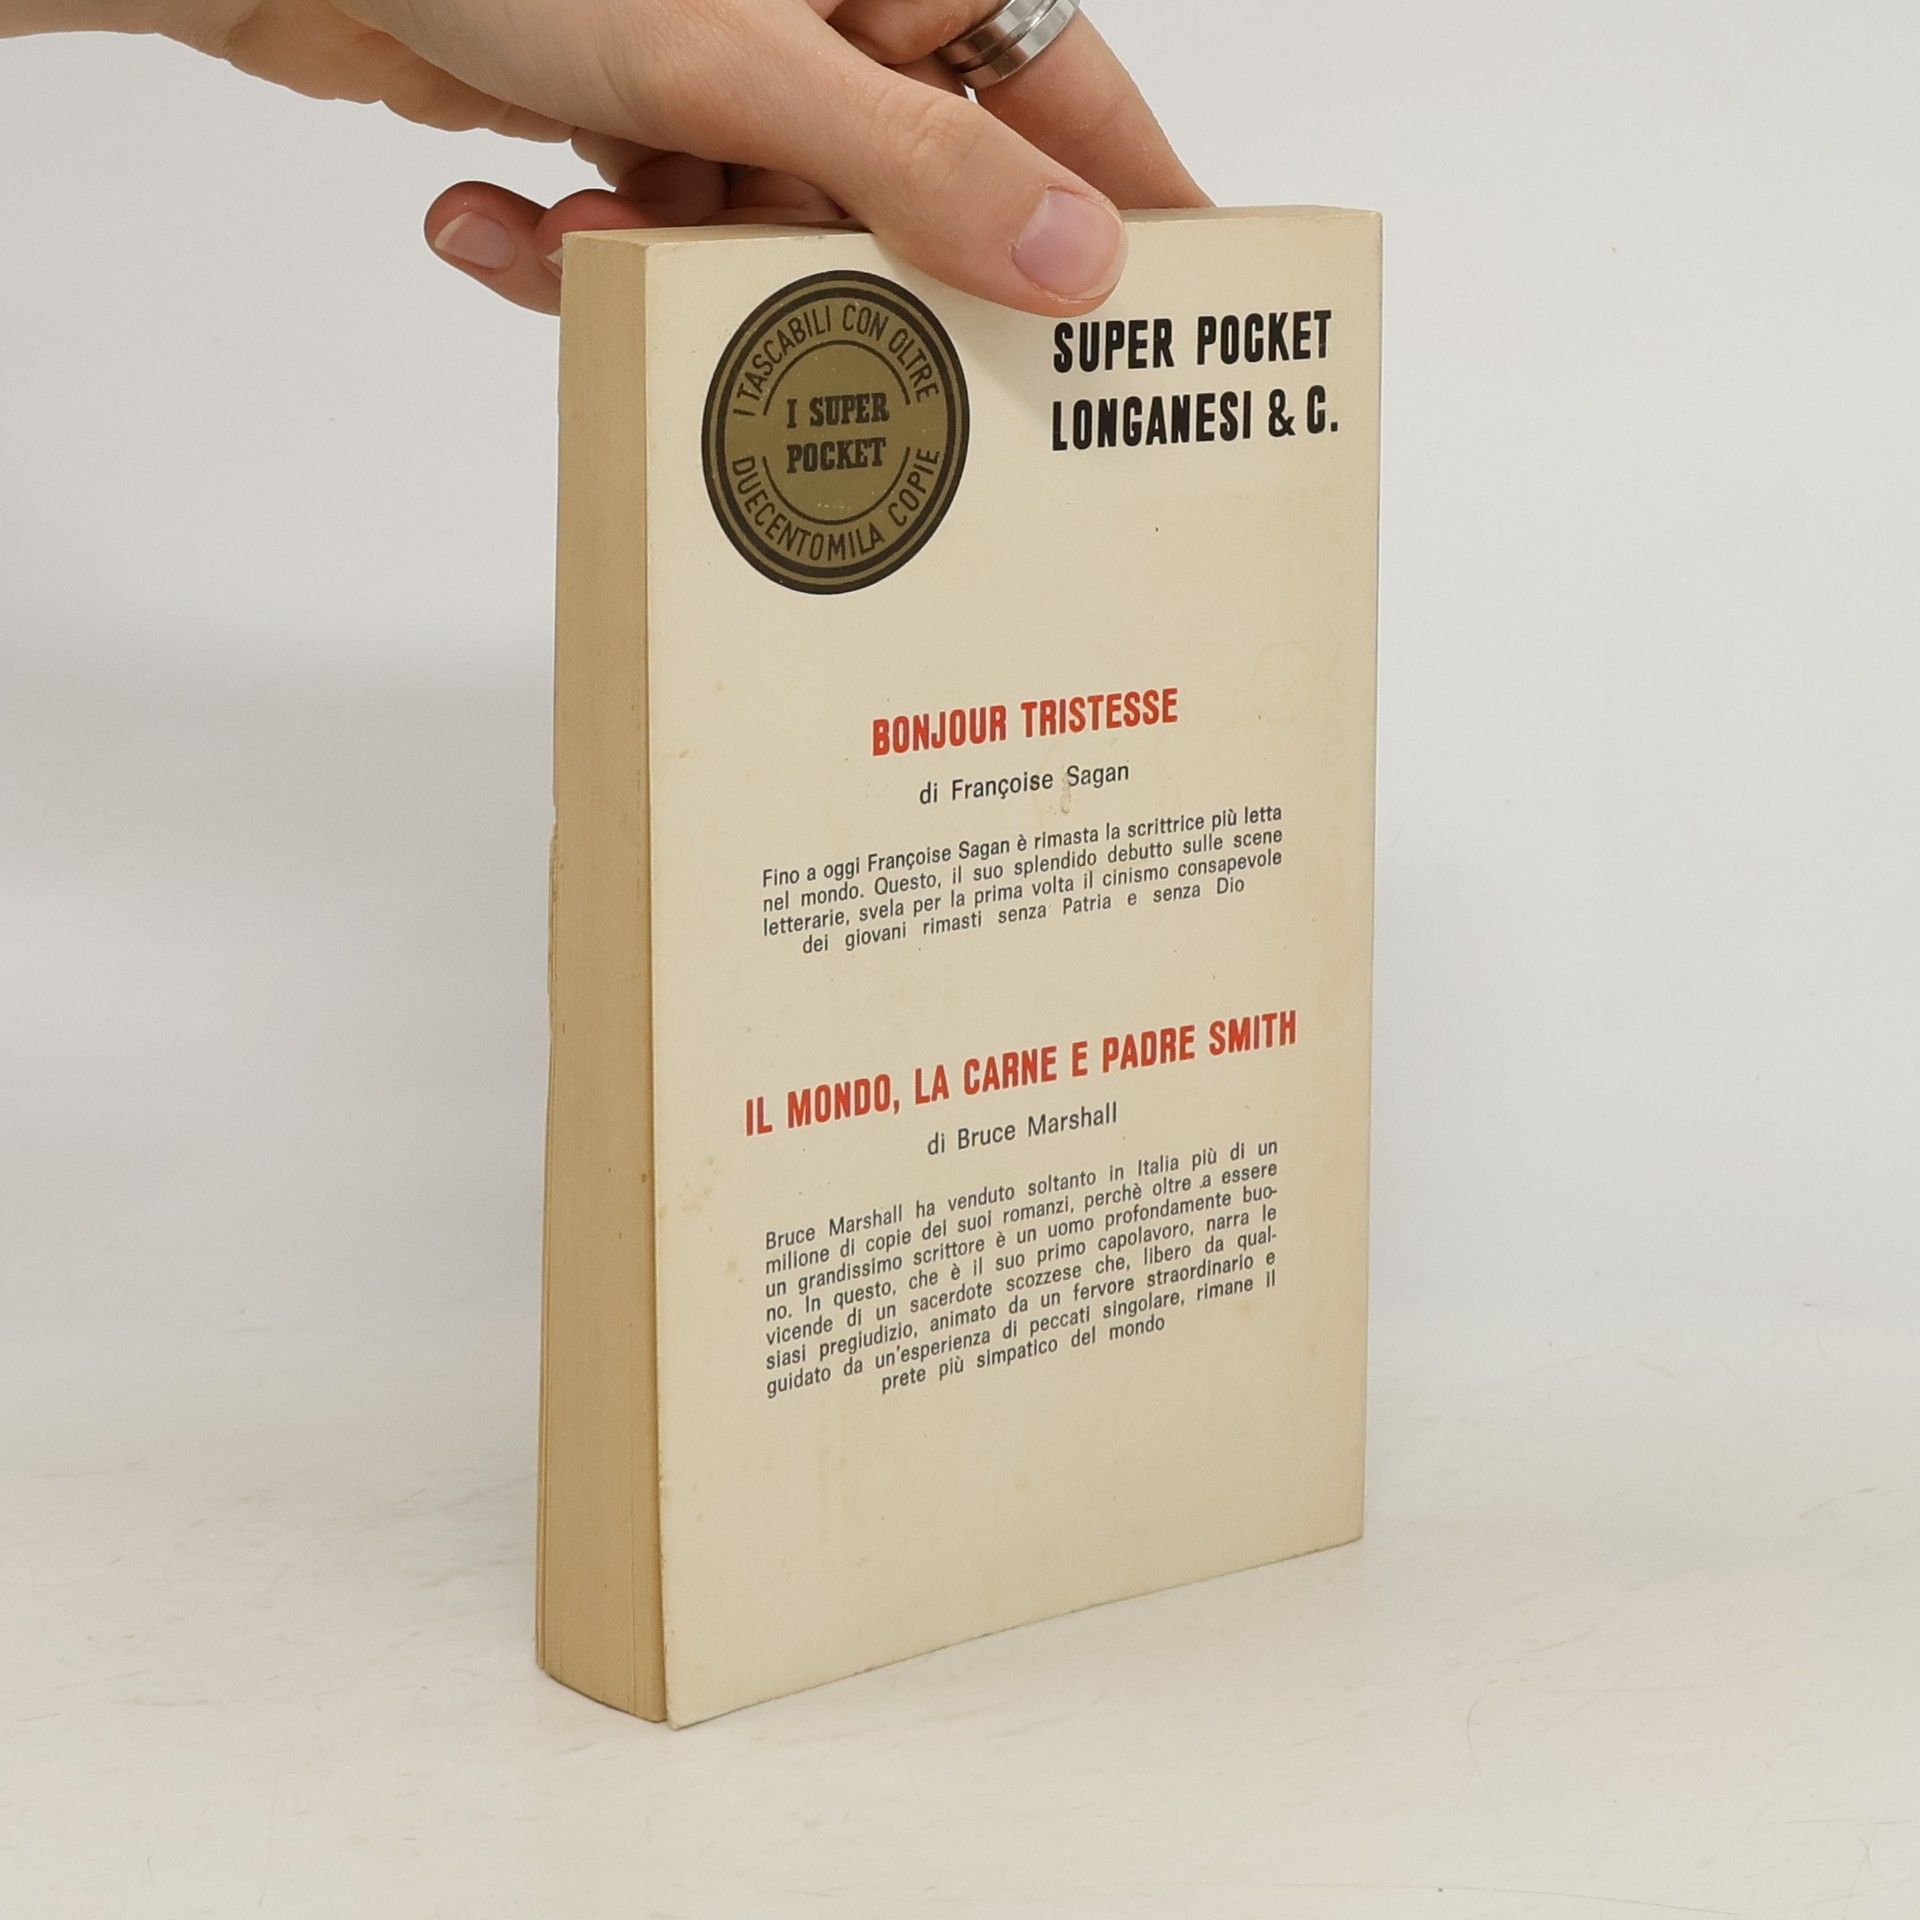 I TASCABILI CON OLTRE
I SUPER
POCKET
DUECENTOMILA COPIE
SUPER POCKET
LONGANESI & C.
BONJOUR TRISTESSE
di Françoise Sagan
Fino a oggi Françoise Sagan è rimasta la scrittrice più letta
nel mondo. Questo, il suo splendido debutto sulle scene
letterarie, svela per la prima volta il cinismo consapevole
dei giovani rimasti senza Patria e senza Dio
IL MONDO, LA CARNE E PADRE SMITH
di Bruce Marshall
Bruce Marshall ha venduto soltanto in Italia più di un
milione di copie dei suoi romanzi, perchè oltre a essere
un grandissimo scrittore è un uomo profondamente buo-
no. In questo, che è il suo primo capolavoro, narra le
vicende di un sacerdote scozzese che, libero da qual-
siasi pregiudizio, animato da un fervore straordinario e
guidato da un'esperienza di peccati singolare, rimane il
prete più simpatico del mondo